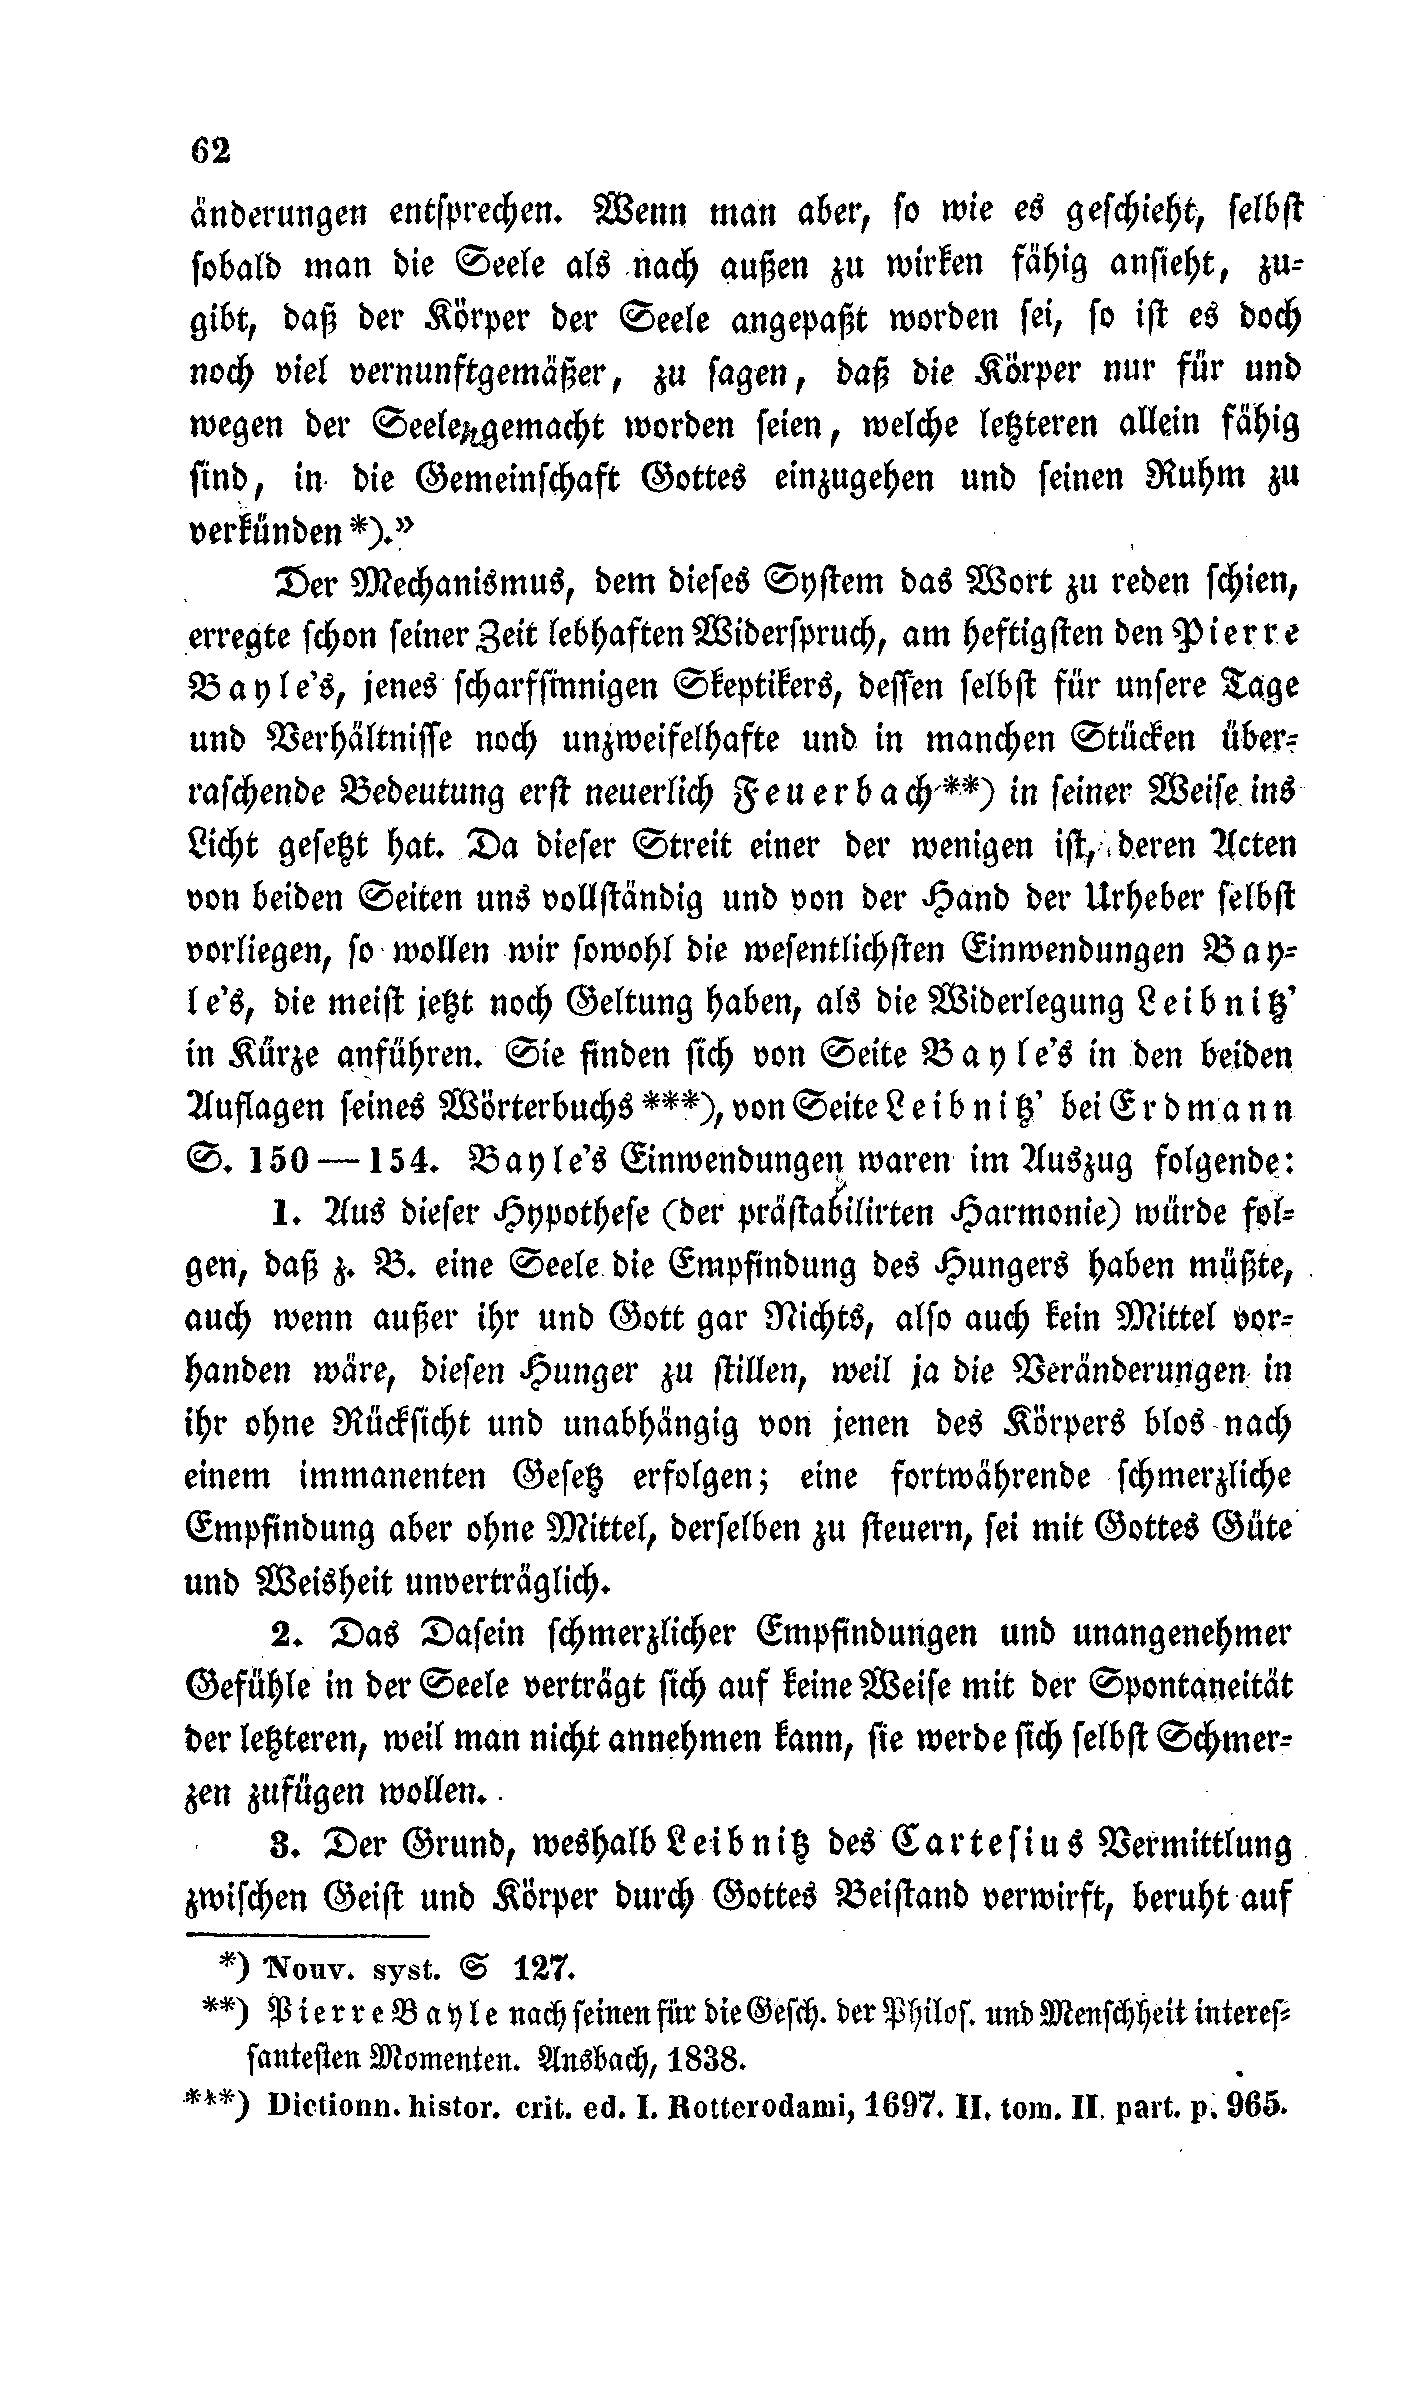 62
änderungen entsprechen. Wenn man aber, so wie es geschieht, selbst
sobald man die Seele als nach außen zu wirken fähig ansieht, zu-
gibt, daß der Körper der Seele angepaßt worden sei, so ist es doch
noch viel vernunftgemäßer, zu sagen, daß die Körper nur für und
wegen der Seelen gemacht worden seien, welche letzteren allein fähig
sind, in die Gemeinschaft Gottes einzugehen und seinen Ruhm zu
verkünden *).»
Der Mechanismus, dem dieses System das Wort zu reden schien,
erregte schon seiner Zeit lebhaften Widerspruch, am heftigsten den Pierre
Bayle's, jenes scharfsinnigen Skeptikers, dessen selbst für unsere Tage
und Verhältnisse noch unzweifelhafte und in manchen Stücken über-
raschende Bedeutung erst neuerlich Feuerbach **) in seiner Weise ins
Licht gesetzt hat. Da dieser Streit einer der wenigen ist, deren Acten
von beiden Seiten uns vollständig und von der Hand der Urheber selbst
vorliegen, so wollen wir sowohl die wesentlichsten Einwendungen Bay-
le's, die meist jetzt noch Geltung haben, als die Widerlegung Leibnitz'
in Kürze anführen. Sie finden sich von Seite Bayle's in den beiden
Auflagen seines Wörterbuchs ***), von Seite Leibnitz' bei Erdmann
S. 150—154. Bayle's Einwendungen waren im Auszug folgende:
1. Aus dieser Hypothese (der prästabilirten Harmonie) würde fol-
gen, daß z. B. eine Seele die Empfindung des Hungers haben müßte,
auch wenn außer ihr und Gott gar Nichts, also auch kein Mittel vor-
handen wäre, diesen Hunger zu stillen, weil ja die Veränderungen in
ihr ohne Rücksicht und unabhängig von jenen des Körpers blos nach
einem immanenten Gesetz erfolgen; eine fortwährende schmerzliche
Empfindung aber ohne Mittel, derselben zu steuern, sei mit Gottes Güte
und Weisheit unverträglich.
2. Das Dasein schmerzlicher Empfindungen und unangenehmer
Gefühle in der Seele verträgt sich auf keine Weise mit der Spontaneität
der letzteren, weil man nicht annehmen kann, sie werde sich selbst Schmer-
zen zufügen wollen.
3. Der Grund, weshalb Leibnitz des Cartesius Vermittlung
zwischen Geist und Körper durch Gottes Beistand verwirft, beruht auf
*) Nouv. syst. S 127.
**) Pierre Bayle nach seinen für die Gesch. der Philos. und Menschheit interes-
santesten Momenten. Ansbach, 1838.
***) Dictionn. histor. crit. ed. I. Rotterodami, 1697. II. tom. II. part. p. 965.